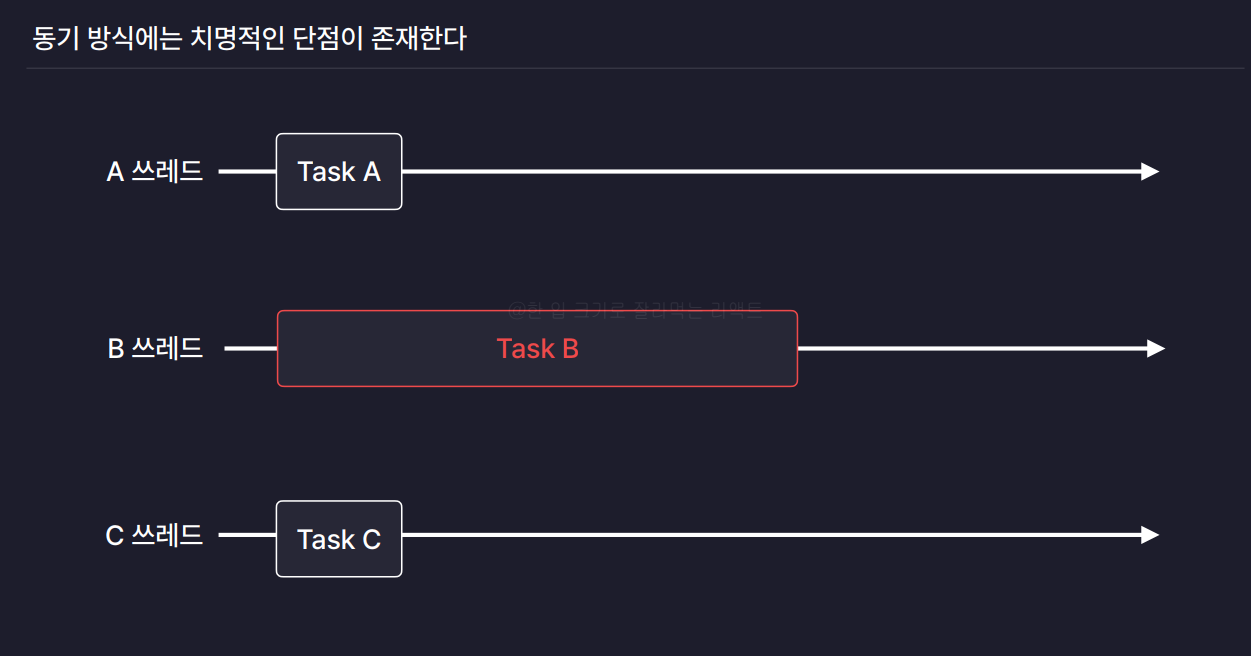 동기 방식에는 치명적인 단점이 존재한다
A 쓰레드
Task A
@한 입 크기로 잘라먹는 리액트
B 쓰레드
Task B
C 쓰레드
Task C